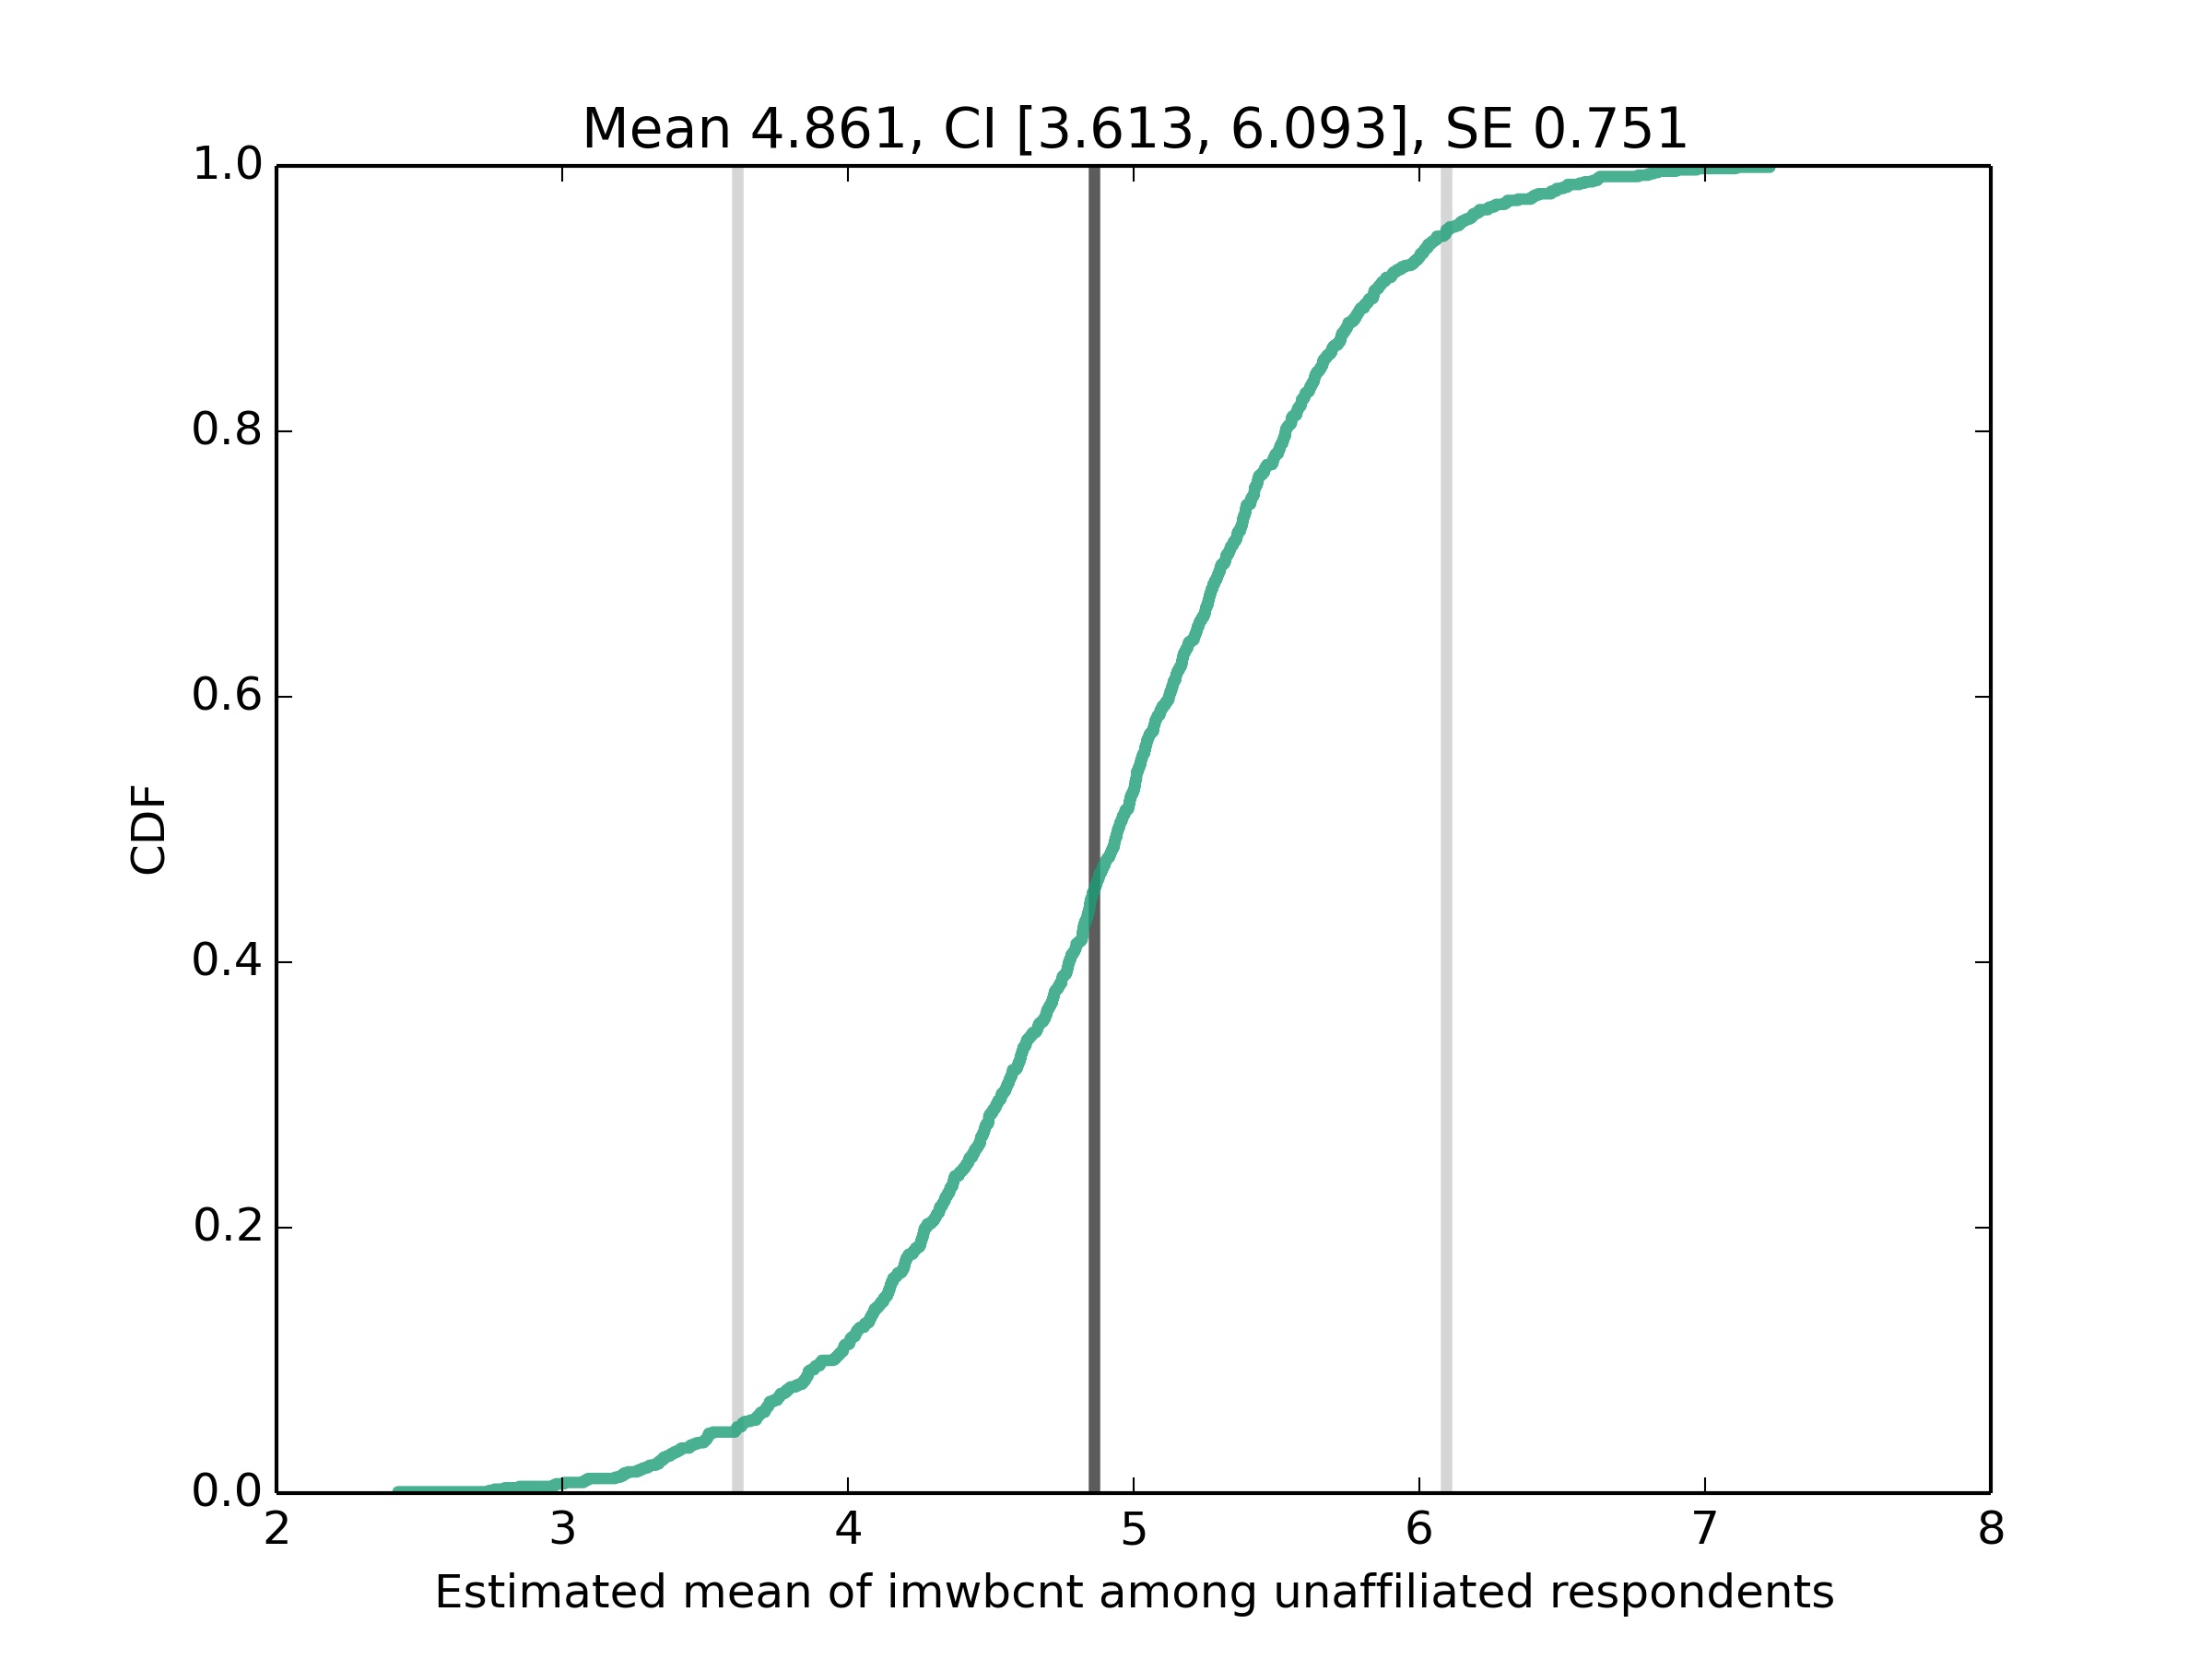 Mean 4.861, CI [3.613, 6.093], SE 0.751
1.0
0.8
0.6
0.4
0.2
0.0
CDF
2 3 4 5 6 7 8
Estimated mean of imwbcnt among unaffiliated respondents